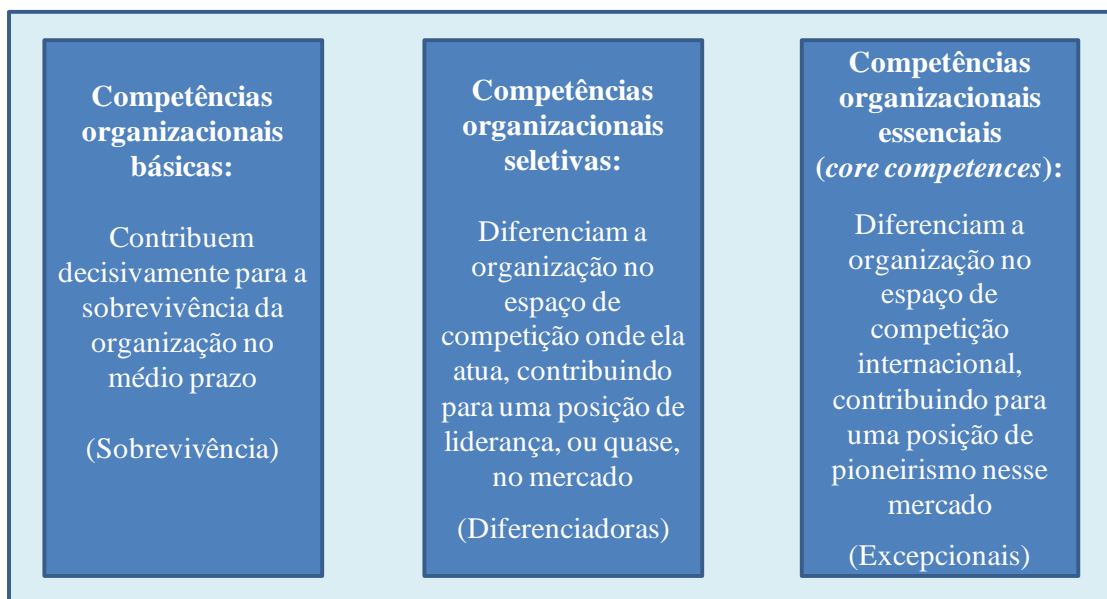 Competências
organizacionais
básicas:
Contribuem
decisivamente para a
sobrevivência da
organização no
médio prazo
(Sobrevivência)
Competências
organizacionais
seletivas:
Diferenciam a
organização no
espaço de
competição onde ela
atua, contribuindo
para uma posição de
liderança, ou quase,
no mercado
(Diferenciadoras)
Competências
organizacionais
essenciais
(core competences):
Diferenciam a
organização no
espaço de
competição
internacional,
contribuindo para
uma posição de
pioneirismo nesse
mercado
(Excepcionais)